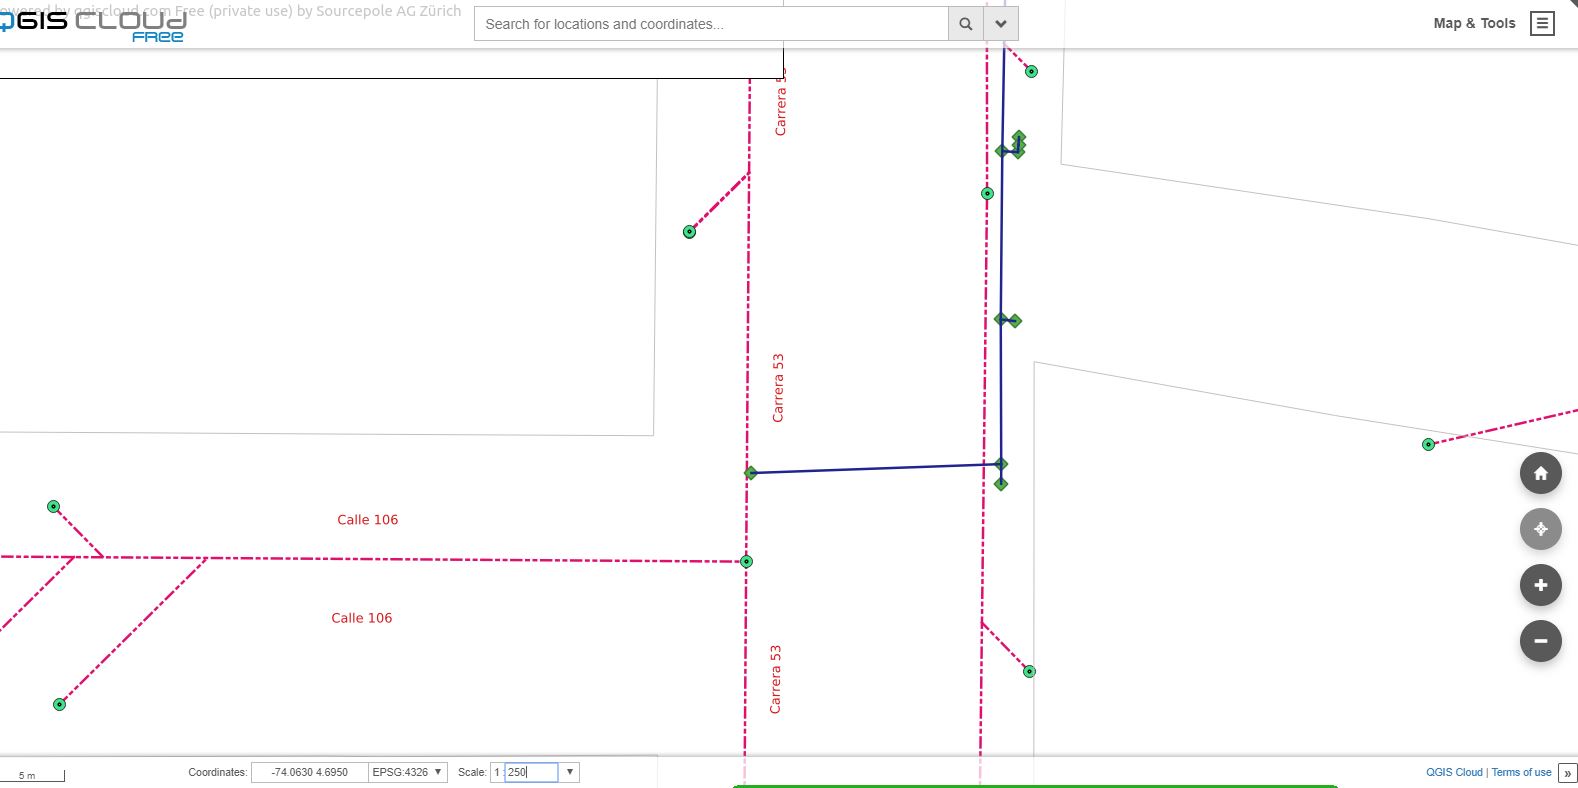 powered by qgiscloud.com Free (private use) by Sourcepole AG Zürich
QGIS CLOUD
FREE
Search for locations and coordinates...
Map & Tools
Carrera 53
Carrera 53
Calle 106
Calle 106
Carrera 53
5 m
Coordinates:
-74.0630 4.6950
EPSG:4326
Scale:
1 : 250
QGIS Cloud | Terms of use
»